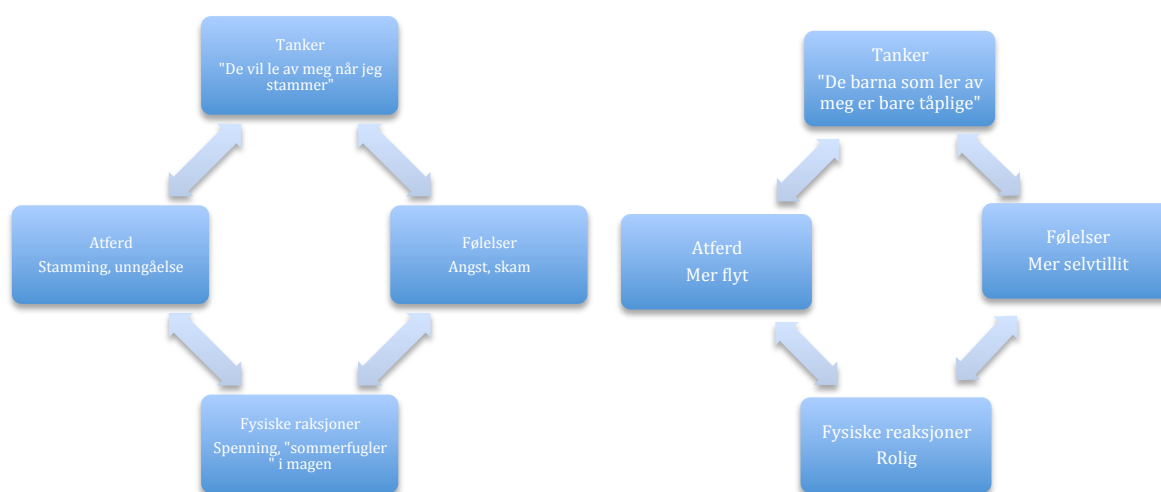 Tanker
"De vil le av meg når jeg
stammer"
Atferd
Stamming, unngåelse
Følelser
Angst, skam
Fysiske raksjoner
Spenning, "sommerfugler
" i magen
Tanker
"De barna som ler av
meg er bare tåplige"
Atferd
Mer flyt
Følelser
Mer selvtillit
Fysiske reaksjoner
Rolig